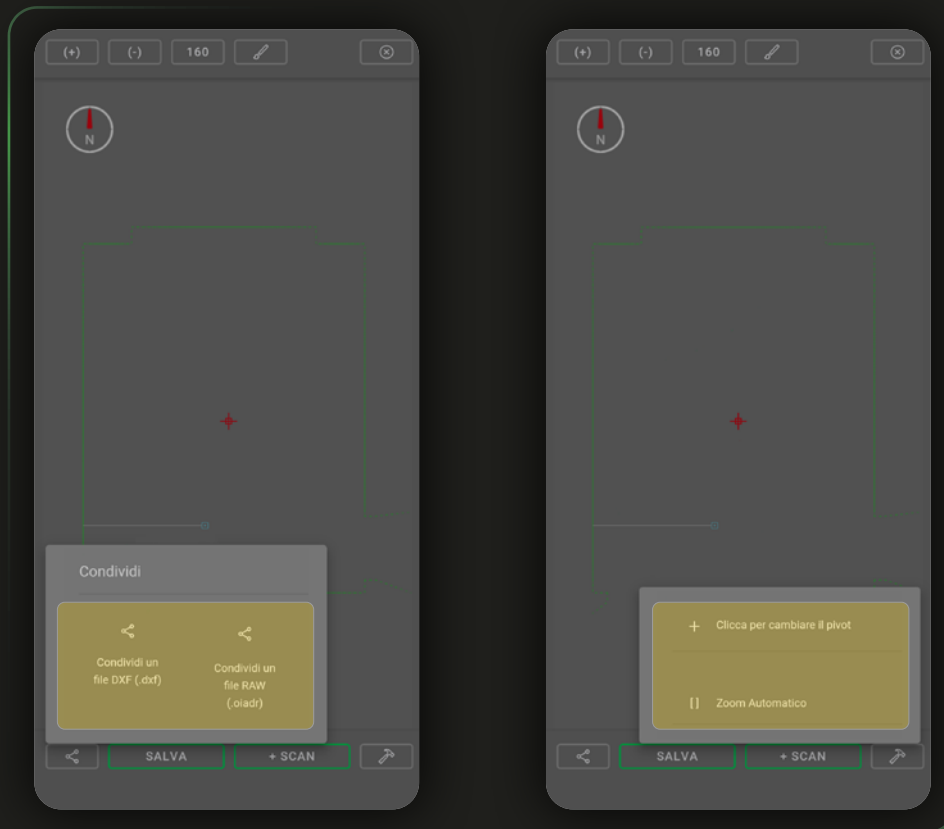 (+) (-) 160
N
Condividi
Condividi un
file DXF (.dxf)
Condividi un
file RAW
(.oiadr)
SALVA + SCAN
(+) (-) 160
N
Clicca per cambiare il pivot
[] Zoom Automatico
SALVA + SCAN